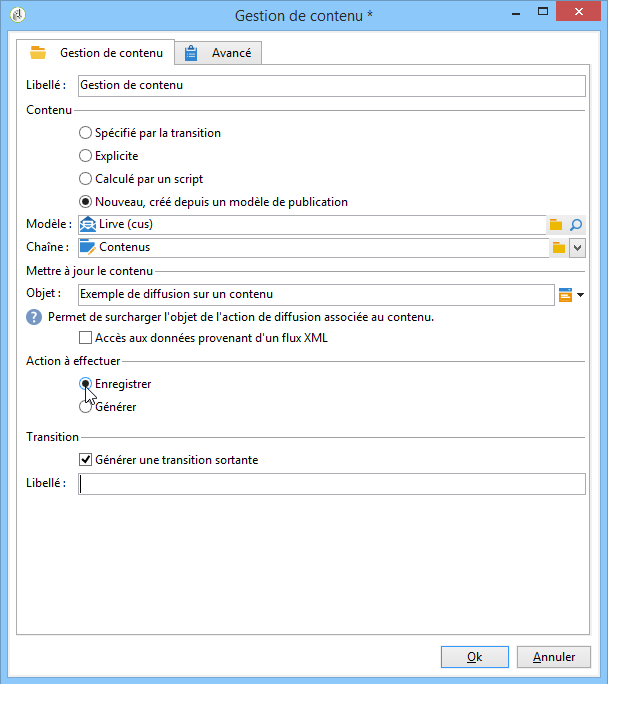 Gestion de contenu *
Gestion de contenu
Avancé
Libellé : Gestion de contenu
Contenu
Spécifié par la transition
Explicite
Calculé par un script
Nouveau, créé depuis un modèle de publication
Modèle : Lirve (cus)
Chaîne : Contenus
Mettre à jour le contenu
Objet : Exemple de diffusion sur un contenu
? Permet de surcharger l'objet de l'action de diffusion associée au contenu.
Accès aux données provenant d'un flux XML
Action à effectuer
Enregistrer
Générer
Transition
Générer une transition sortante
Libellé :
Ok Annuler